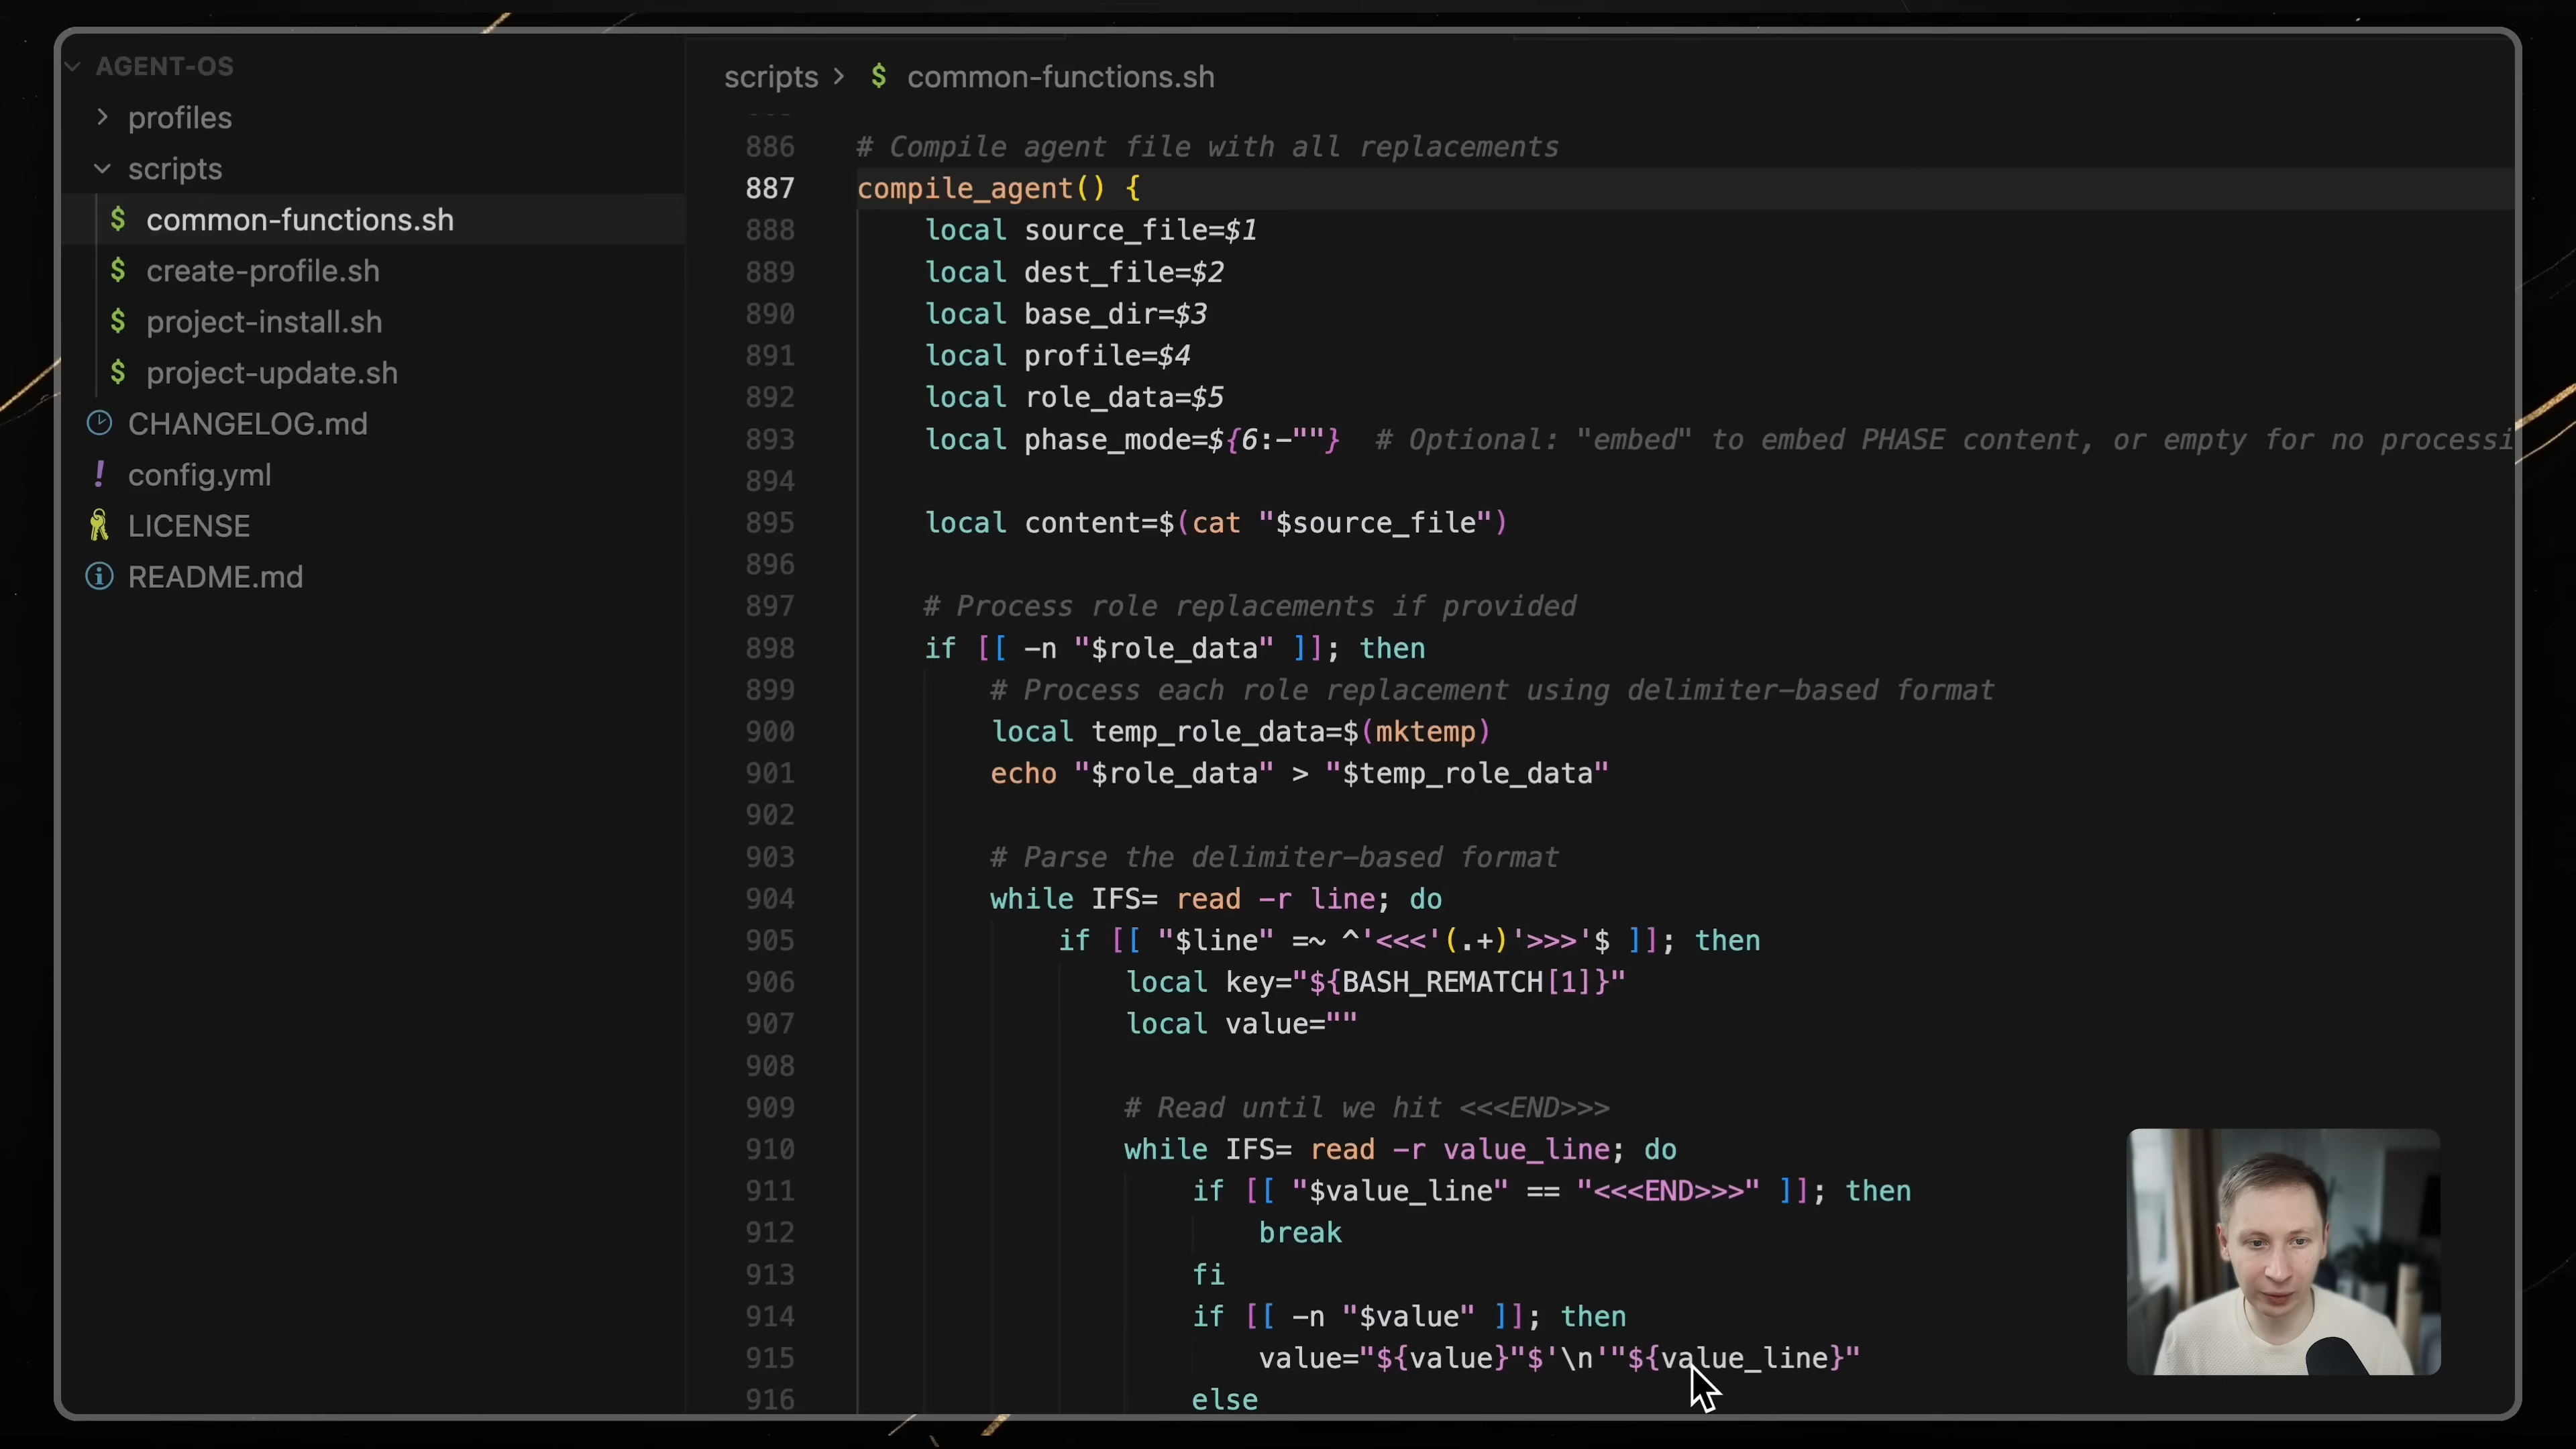 AGENT-OS
profiles
scripts
common-functions.sh
create-profile.sh
project-install.sh
project-update.sh
CHANGELOG.md
config.yml
LICENSE
README.md
scripts > $ common-functions.sh
886 # Compile agent file with all replacements
887 compile_agent() {
888 local source_file=$1
889 local dest_file=$2
890 local base_dir=$3
891 local profile=$4
892 local role_data=$5
893 local phase_mode=${6:-""} # Optional: "embed" to embed PHASE content, or empty for no processi
894
895 local content=$(cat "$source_file")
896
897 # Process role replacements if provided
898 if [[ -n "$role_data" ]]; then
899 # Process each role replacement using delimiter-based format
900 local temp_role_data=$(mktemp)
901 echo "$role_data" > "$temp_role_data"
902
903 # Parse the delimiter-based format
904 while IFS= read -r line; do
905 if [[ "$line" =~ ^'<<<'(.+)'>>>'$ ]]; then
906 local key="${BASH_REMATCH[1]}"
907 local value=""
908
909 # Read until we hit <<<END>>>
910 while IFS= read -r value_line; do
911 if [[ "$value_line" == "<<<END>>>" ]]; then
912 break
913 fi
914 if [[ -n "$value" ]]; then
915 value="${value}"$'\n'"${value_line}"
916 else